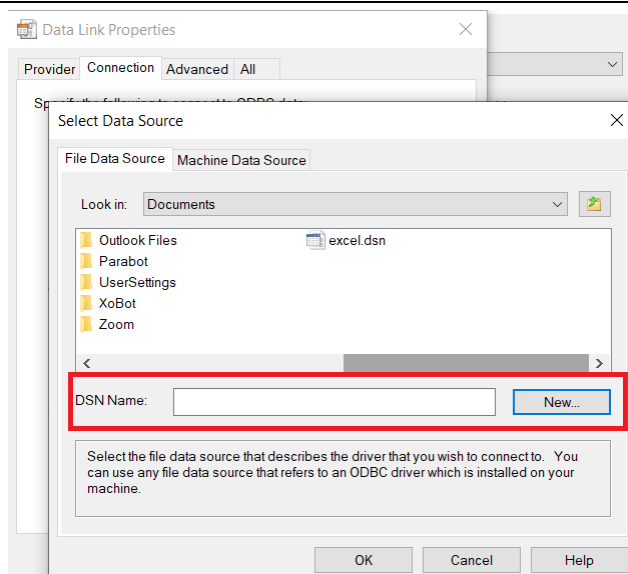 Data Link Properties
Provider Connection Advanced All
Select Data Source
File Data Source Machine Data Source
Look in: Documents
Outlook Files excel.dsn
Parabot
UserSettings
XoBot
Zoom
DSN Name: New...
Select the file data source that describes the driver that you wish to connect to. You
can use any file data source that refers to an ODBC driver which is installed on your
machine.
OK Cancel Help